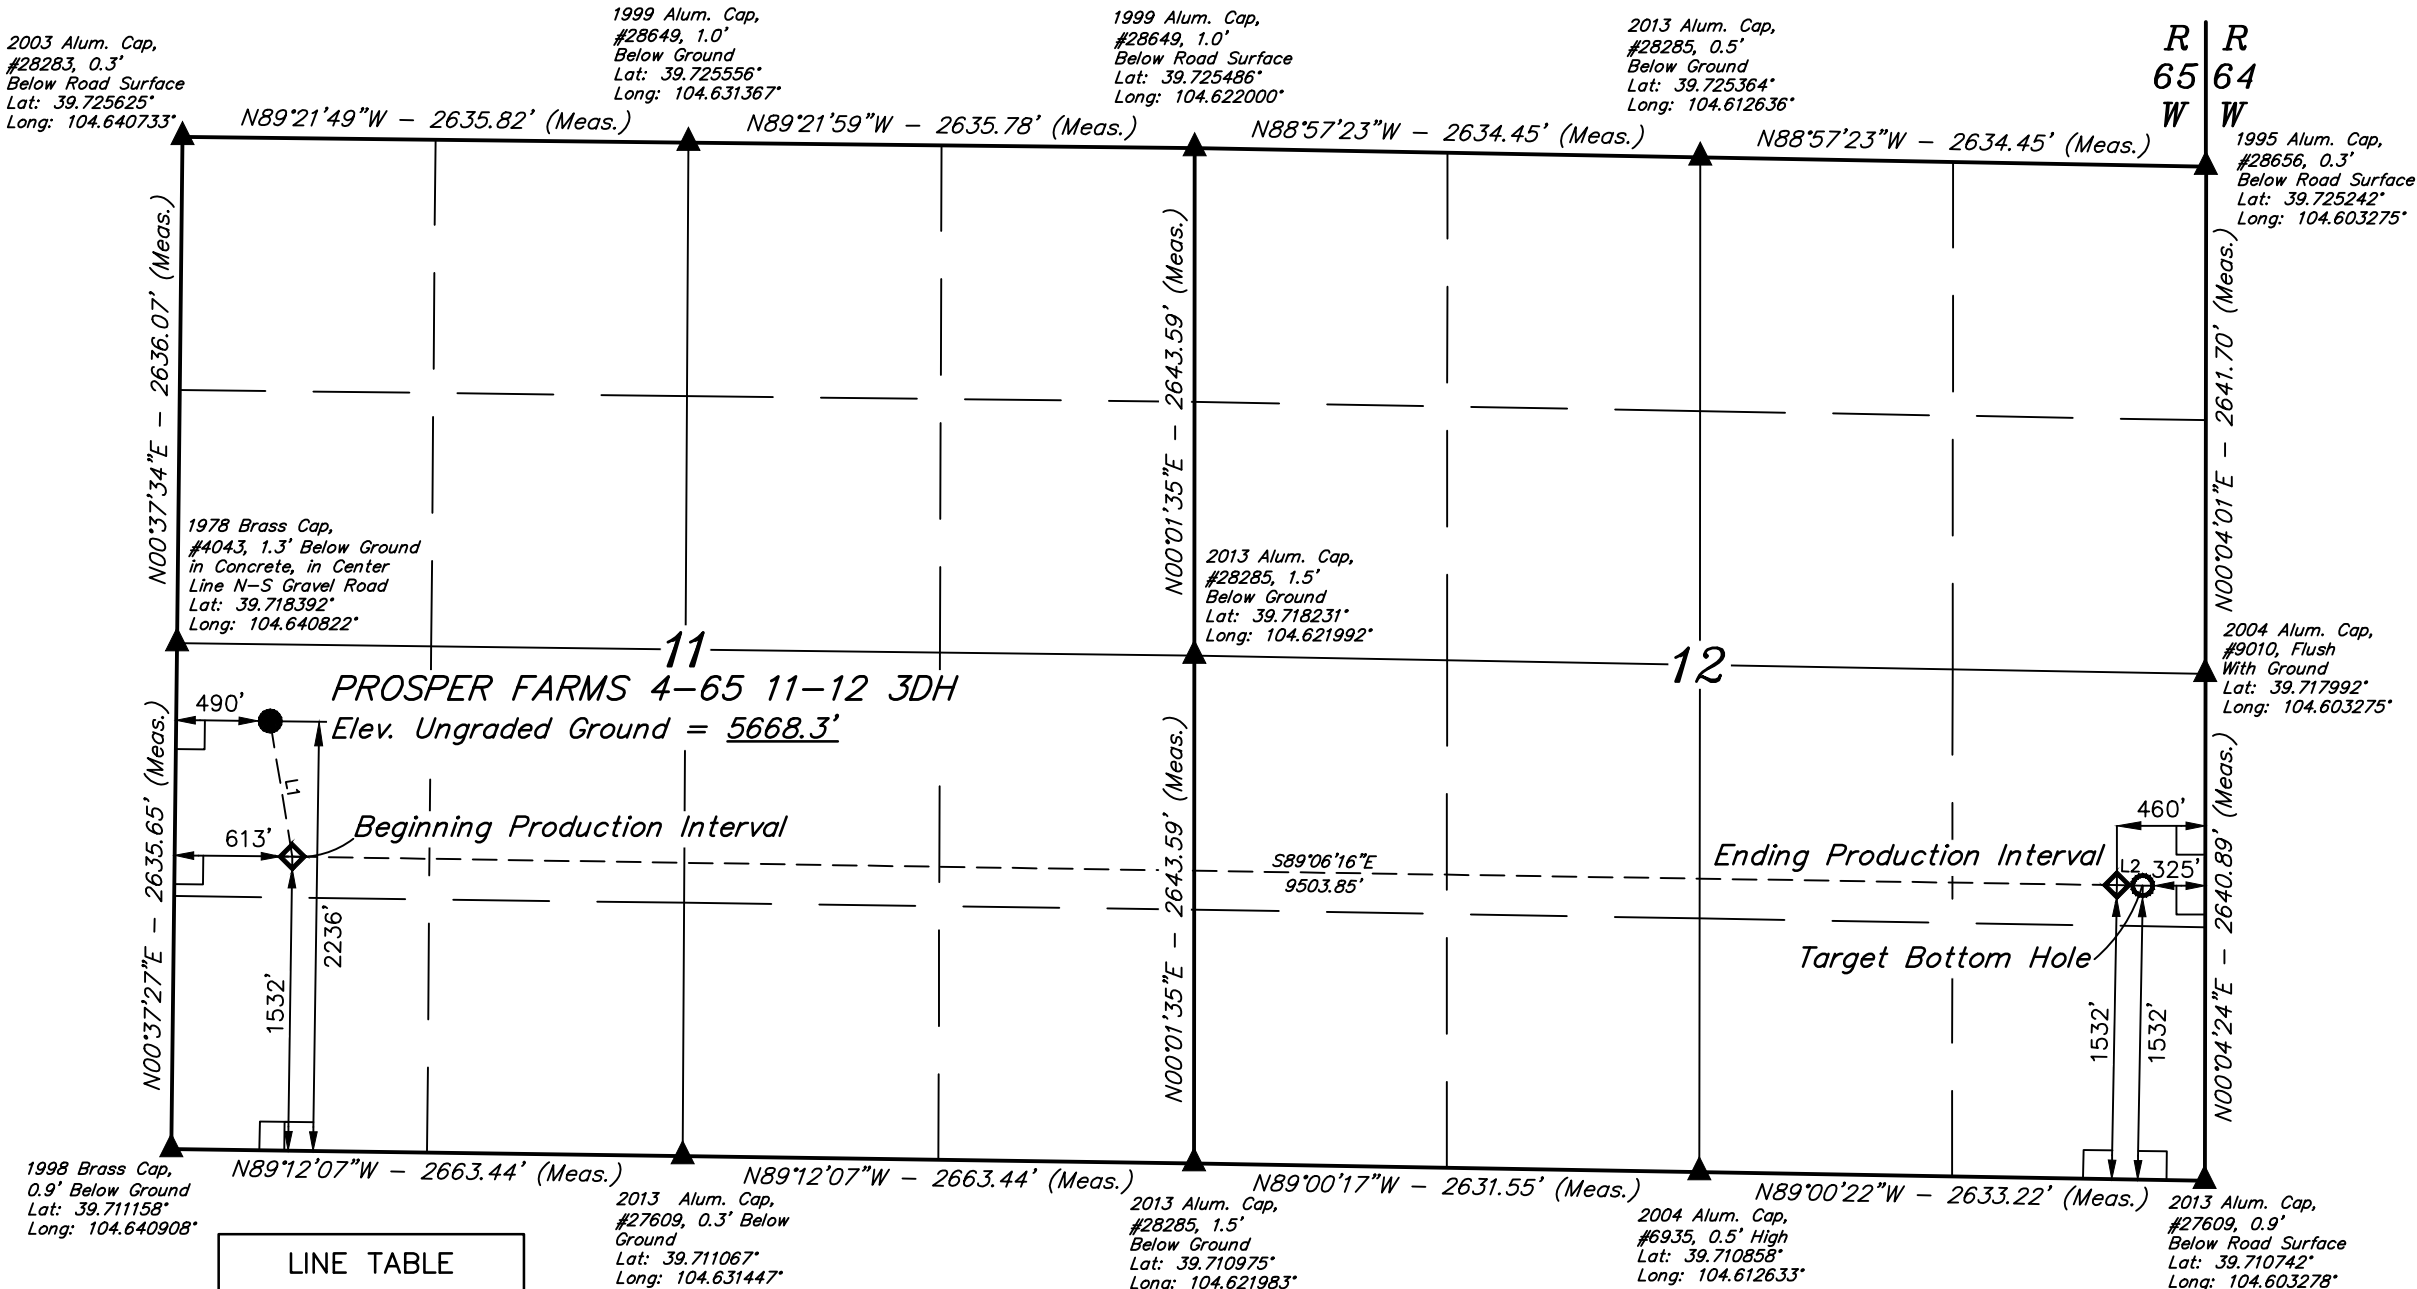 2003 Alum. Cap,
#28283, 0.3'
Below Road Surface
Lat: 39.725625°
Long: 104.640733°
1999 Alum. Cap,
#28649, 1.0'
Below Ground
Lat: 39.725556°
Long: 104.631367°
1999 Alum. Cap,
#28649, 1.0'
Below Road Surface
Lat: 39.725486°
Long: 104.622000°
2013 Alum. Cap,
#28285, 0.5'
Below Ground
Lat: 39.725364°
Long: 104.612636°
R R
65 64
W W
1995 Alum. Cap,
#28656, 0.3'
Below Road Surface
Lat: 39.725242°
Long: 104.603275°
N89°21'49"W - 2635.82' (Meas.)
N89°21'59"W - 2635.78' (Meas.)
N88°57'23"W - 2634.45' (Meas.)
N88°57'23"W - 2634.45' (Meas.)
N00°37'34"E - 2636.07' (Meas.)
N00°01'35"E - 2643.59' (Meas.)
N00°04'01"E - 2641.70' (Meas.)
1978 Brass Cap,
#4043, 1.3' Below Ground
in Concrete, in Center
Line N-S Gravel Road
Lat: 39.718392°
Long: 104.640822°
2013 Alum. Cap,
#28285, 1.5'
Below Ground
Lat: 39.718231°
Long: 104.621992°
2004 Alum. Cap,
#9010, Flush
With Ground
Lat: 39.717992°
Long: 104.603275°
11
12
490'
PROSPER FARMS 4-65 11-12 3DH
Elev. Ungraded Ground = 5668.3'
L1
Beginning Production Interval
613'
S89°06'16"E
9503.85'
Ending Production Interval
460'
L2
325'
Target Bottom Hole
N00°37'27"E - 2635.65' (Meas.)
1532'
2236'
N00°01'35"E - 2643.59' (Meas.)
1532'
1532'
N00°04'24"E - 2640.89' (Meas.)
N89°12'07"W - 2663.44' (Meas.)
N89°12'07"W - 2663.44' (Meas.)
N89°00'17"W - 2631.55' (Meas.)
N89°00'22"W - 2633.22' (Meas.)
1998 Brass Cap,
0.9' Below Ground
Lat: 39.711158°
Long: 104.640908°
2013 Alum. Cap,
#27609, 0.3' Below
Ground
Lat: 39.711067°
Long: 104.631447°
2013 Alum. Cap,
#28285, 1.5'
Below Ground
Lat: 39.710975°
Long: 104.621983°
2004 Alum. Cap,
#6935, 0.5' High
Lat: 39.710858°
Long: 104.612633°
2013 Alum. Cap,
#27609, 0.9'
Below Road Surface
Lat: 39.710742°
Long: 104.603278°
LINE TABLE